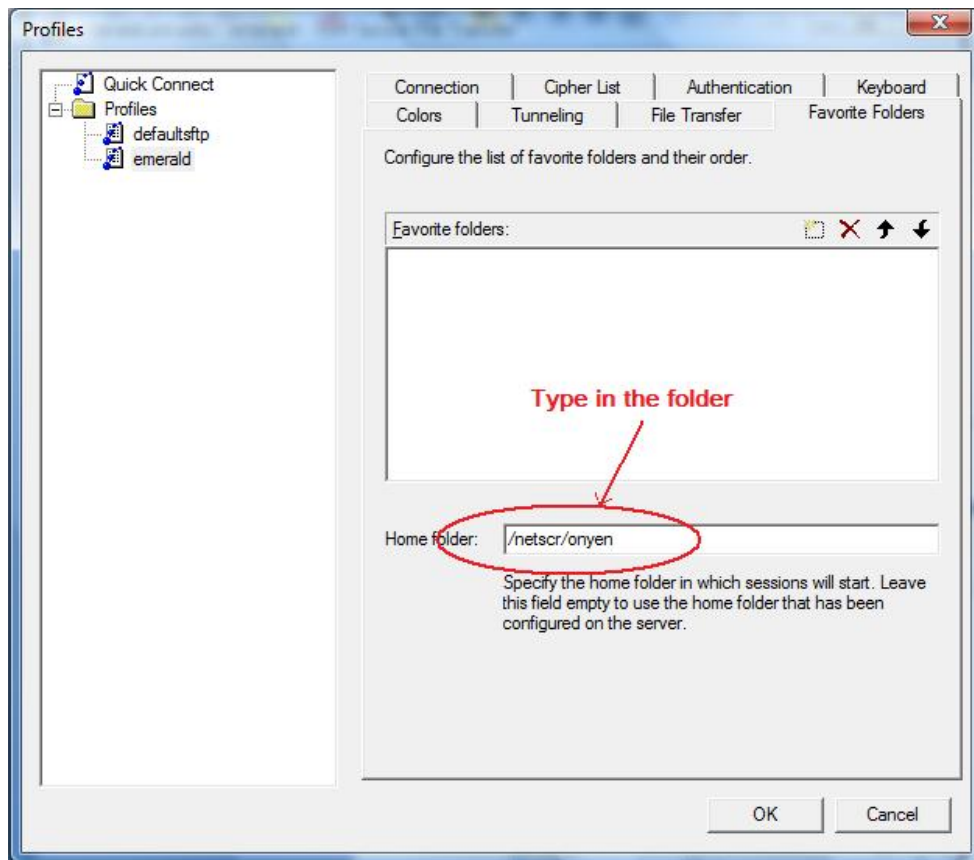 Profiles
Quick Connect
Profiles
defaultsftp
emerald
Connection
Cipher List
Authentication
Keyboard
Colors
Tunneling
File Transfer
Favorite Folders
Configure the list of favorite folders and their order.
Favorite folders:
Type in the folder
Home folder:
/netscr/onyen
Specify the home folder in which sessions will start. Leave
this field empty to use the home folder that has been
configured on the server.
OK
Cancel